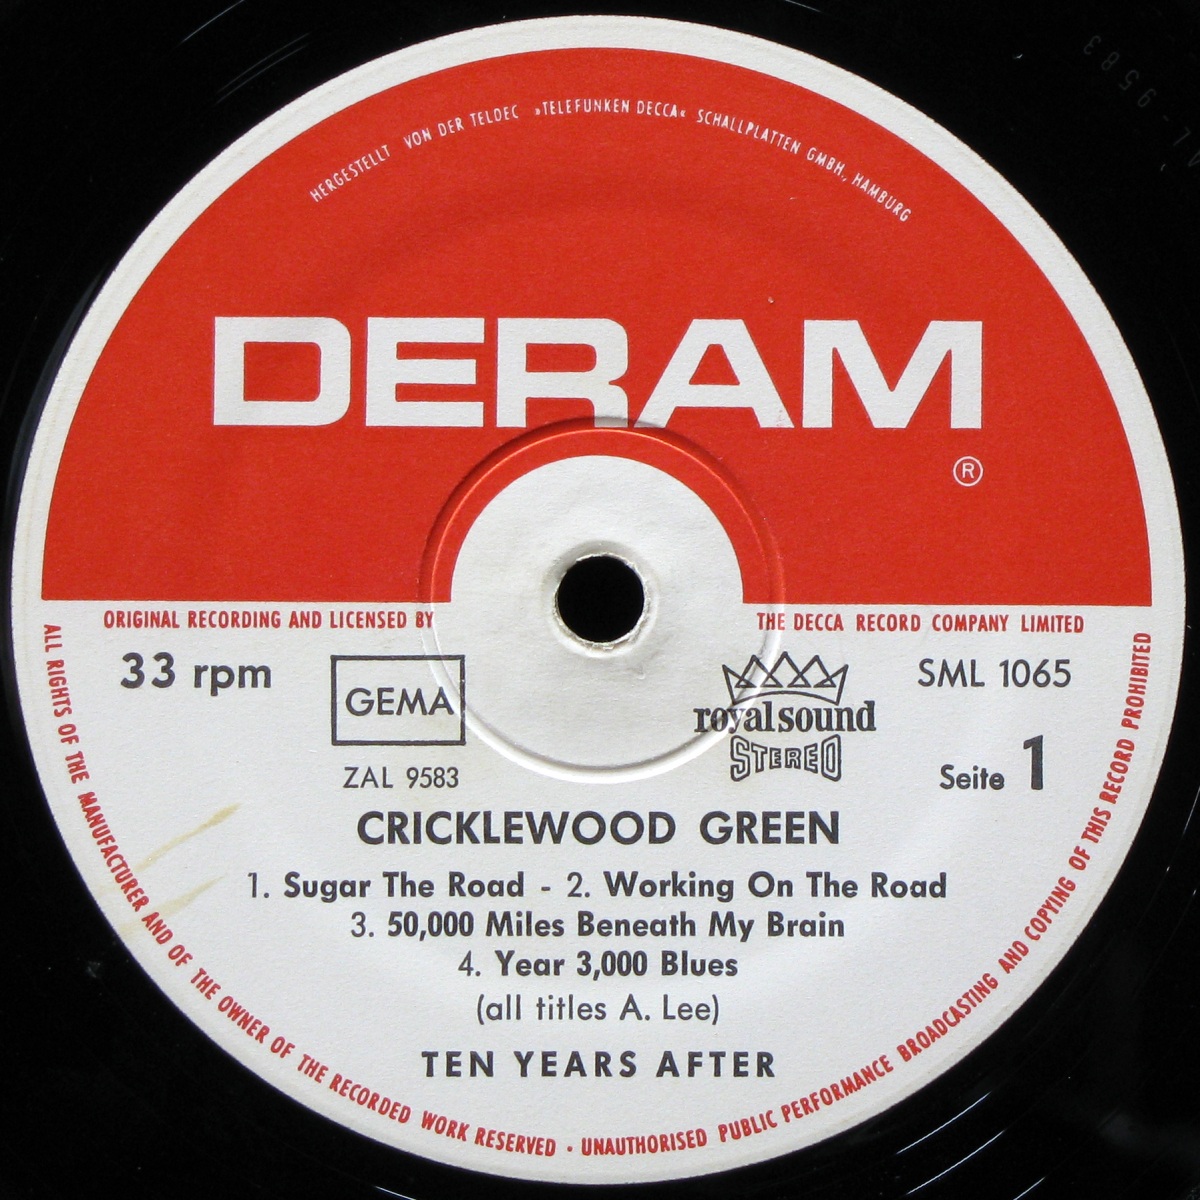 HERGESTELLT VON DER TELDEC »TELEFUNKEN DECCA« SCHALLPLATTEN GMBH., HAMBURG
DERAM
®
ORIGINAL RECORDING AND LICENSED BY THE DECCA RECORD COMPANY LIMITED
33 rpm
GEMA
ZAL 9583
royal sound
STEREO
SML 1065
Seite 1
CRICKLEWOOD GREEN
1. Sugar The Road - 2. Working On The Road
3. 50,000 Miles Beneath My Brain
4. Year 3,000 Blues
(all titles A. Lee)
TEN YEARS AFTER
ALL RIGHTS OF THE MANUFACTURER AND OF THE OWNER OF THE RECORDED WORK RESERVED · UNAUTHORISED PUBLIC PERFORMANCE BROADCASTING AND COPYING OF THIS RECORD PROHIBITED